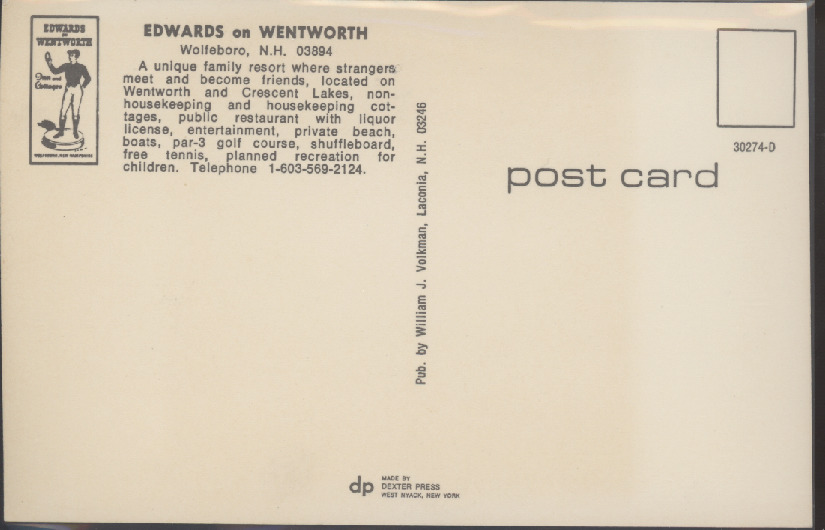 EDWARDS
on
WENTWORTH
Inn and
Cottages
WOLFEBORO, NEW HAMPSHIRE
EDWARDS on WENTWORTH
Wolfeboro, N.H. 03894
A unique family resort where strangers
meet and become friends, located on
Wentworth and Crescent Lakes, non-
housekeeping and housekeeping cot-
tages, public restaurant with liquor
license, entertainment, private beach,
boats, par-3 golf course, shuffleboard,
free tennis, planned recreation for
children. Telephone 1-603-569-2124.
Pub. by William J. Volkman, Laconia, N.H. 03246
30274-D
post card
dp
MADE BY
DEXTER PRESS
WEST NYACK, NEW YORK